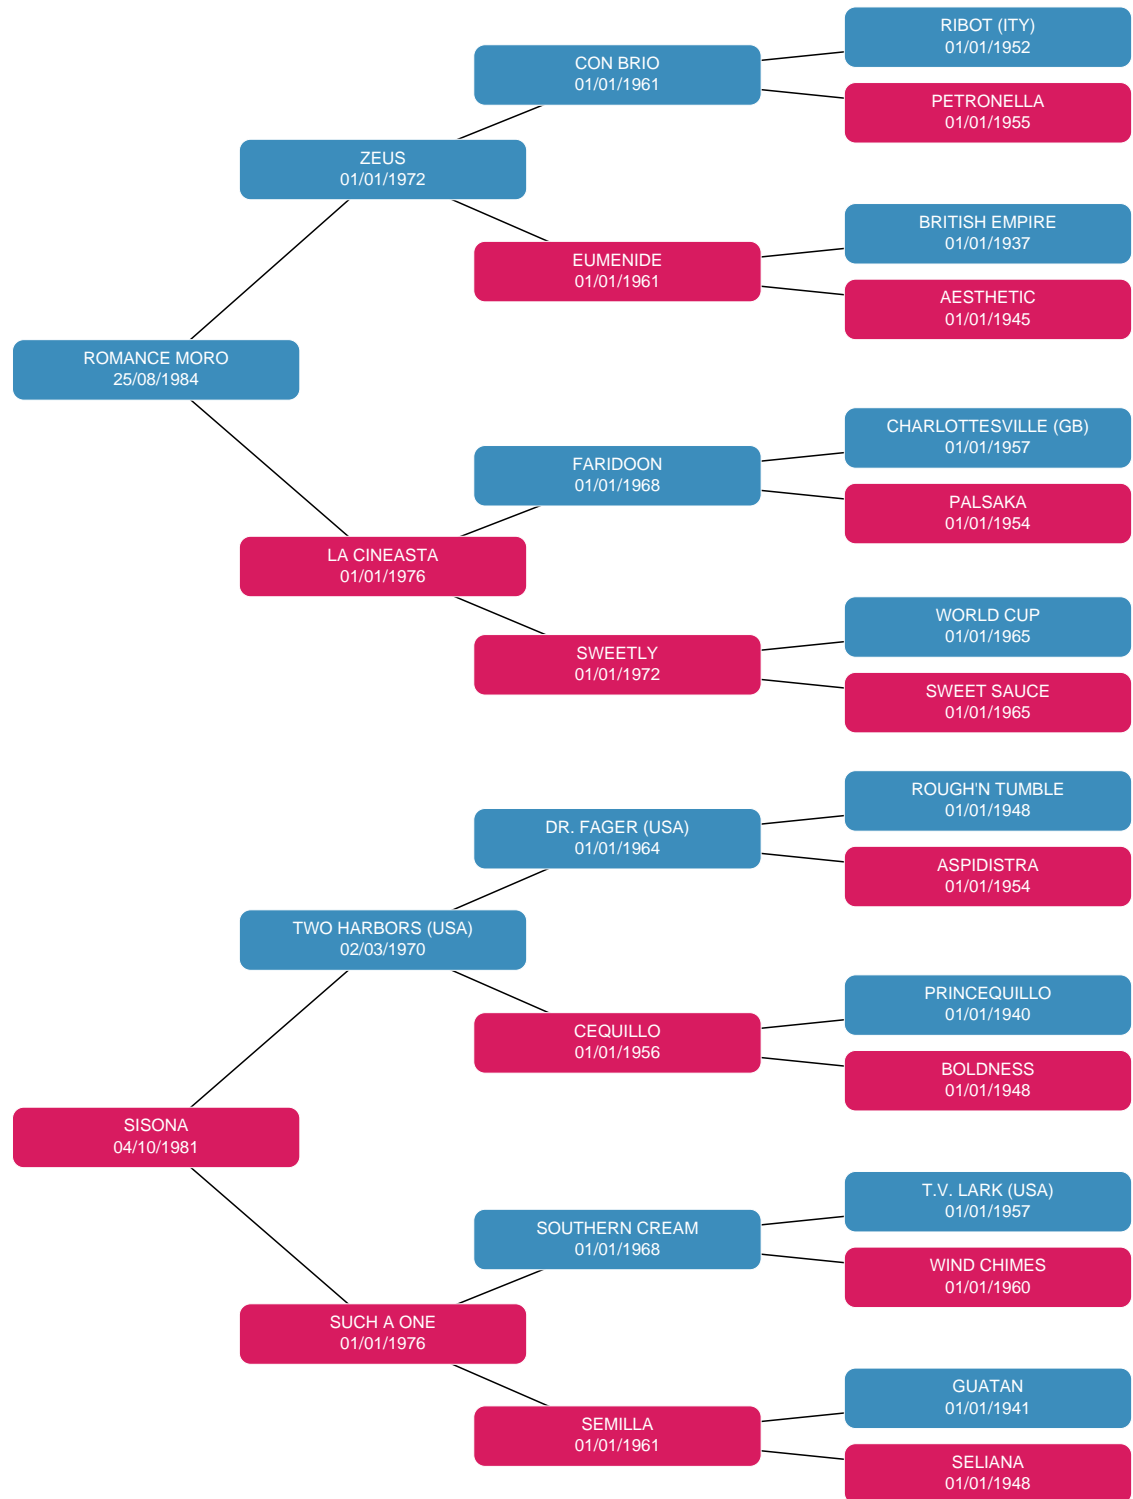 RIBOT (ITY)
01/01/1952
CON BRIO
01/01/1961
PETRONELLA
01/01/1955
ZEUS
01/01/1972
BRITISH EMPIRE
01/01/1937
EUMENIDE
01/01/1961
AESTHETIC
01/01/1945
ROMANCE MORO
25/08/1984
CHARLOTTESVILLE (GB)
01/01/1957
FARIDOON
01/01/1968
PALSAKA
01/01/1954
LA CINEASTA
01/01/1976
WORLD CUP
01/01/1965
SWEETLY
01/01/1972
SWEET SAUCE
01/01/1965
ROUGH'N TUMBLE
01/01/1948
DR. FAGER (USA)
01/01/1964
ASPIDISTRA
01/01/1954
TWO HARBORS (USA)
02/03/1970
PRINCEQUILLO
01/01/1940
CEQUILLO
01/01/1956
BOLDNESS
01/01/1948
SISONA
04/10/1981
T.V. LARK (USA)
01/01/1957
SOUTHERN CREAM
01/01/1968
WIND CHIMES
01/01/1960
SUCH A ONE
01/01/1976
GUATAN
01/01/1941
SEMILLA
01/01/1961
SELIANA
01/01/1948